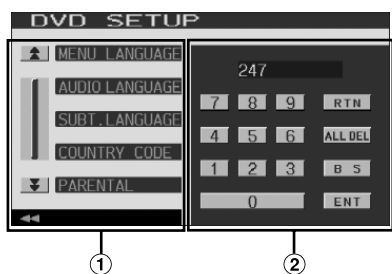 DVD SETUP
MENU LANGUAGE
AUDIO LANGUAGE
SUBT.LANGUAGE
COUNTRY CODE
PARENTAL
247
7 8 9 RTN
4 5 6 ALL DEL
1 2 3 B S
0 ENT
1 2